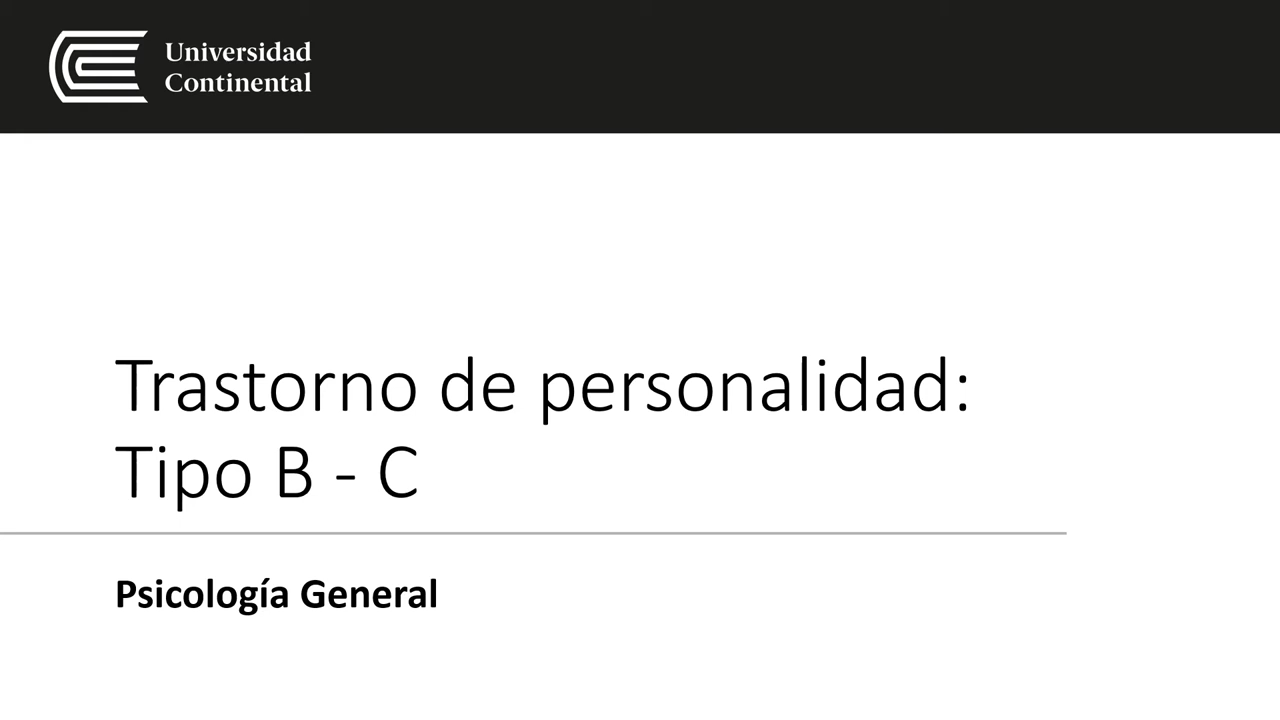 Universidad
Continental
Trastorno de personalidad:
Tipo B - C
Psicología General